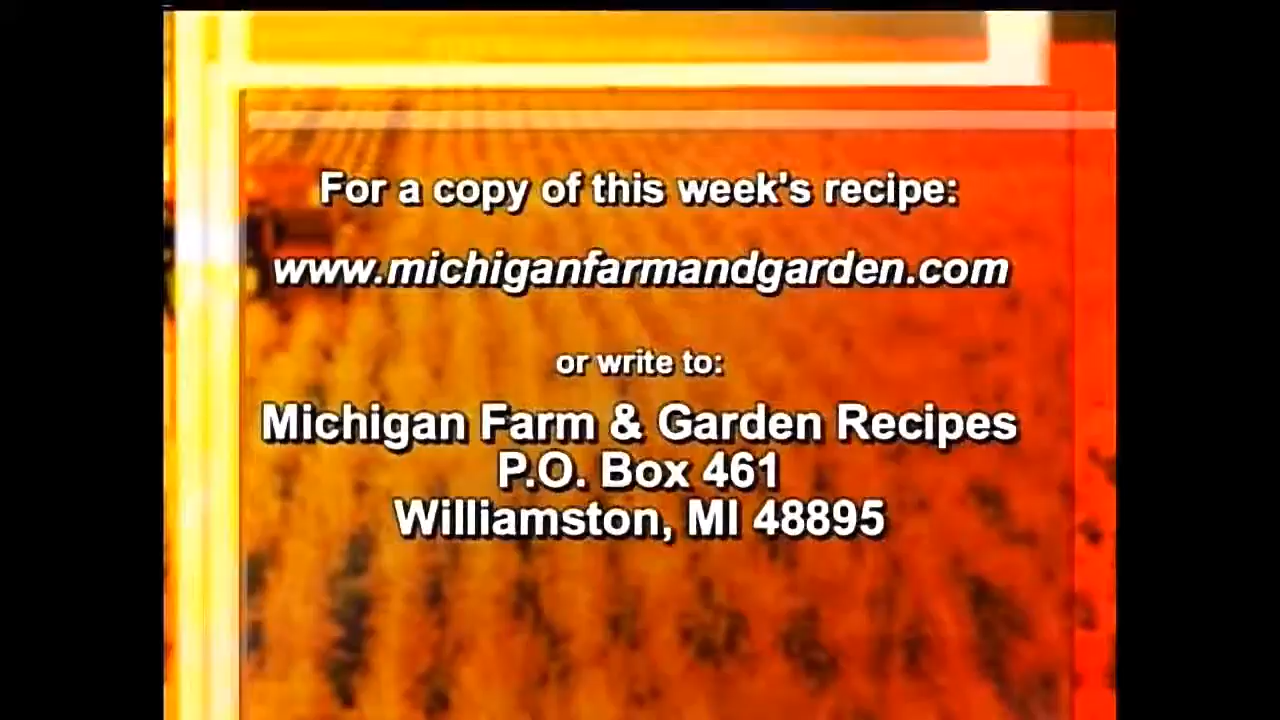 For a copy of this week's recipe:
www.michiganfarmandgarden.com
or write to:
Michigan Farm & Garden Recipes
P.O. Box 461
Williamston, MI 48895